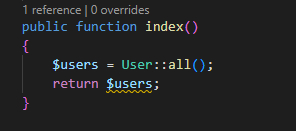 1 reference | 0 overrides
public function index()
{
$users = User::all();
return $users;
}